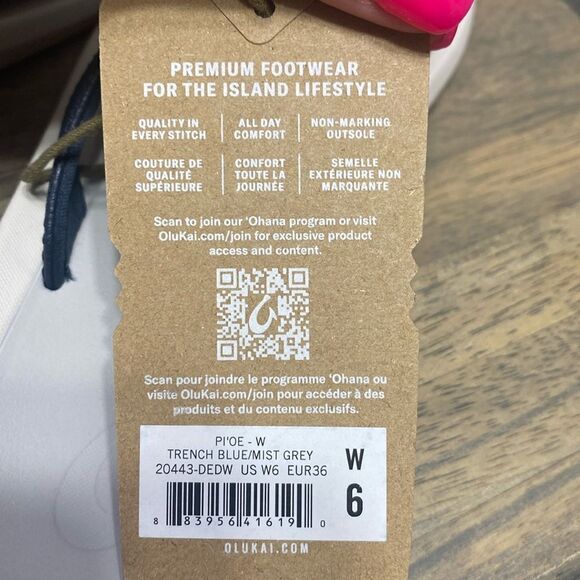 PREMIUM FOOTWEAR
FOR THE ISLAND LIFESTYLE
QUALITY IN
EVERY STITCH
ALL DAY
COMFORT
NON-MARKING
OUTSOLE
COUTURE DE
QUALITÉ
SUPÉRIEURE
CONFORT
TOUTE LA
JOURNÉE
SEMELLE
EXTÉRIEURE NON
MARQUANTE
Scan to join our 'Ohana program or visit
OluKai.com/join for exclusive product
access and content.
Scan pour joindre le programme 'Ohana ou
visite OluKai.com/join pour accéder à des
produits et du contenu exclusifs.
PI'OE - W
TRENCH BLUE/MIST GREY
20443-DEDW US W6 EUR36
W
6
8 83956 41619 0
OLUKAI.COM